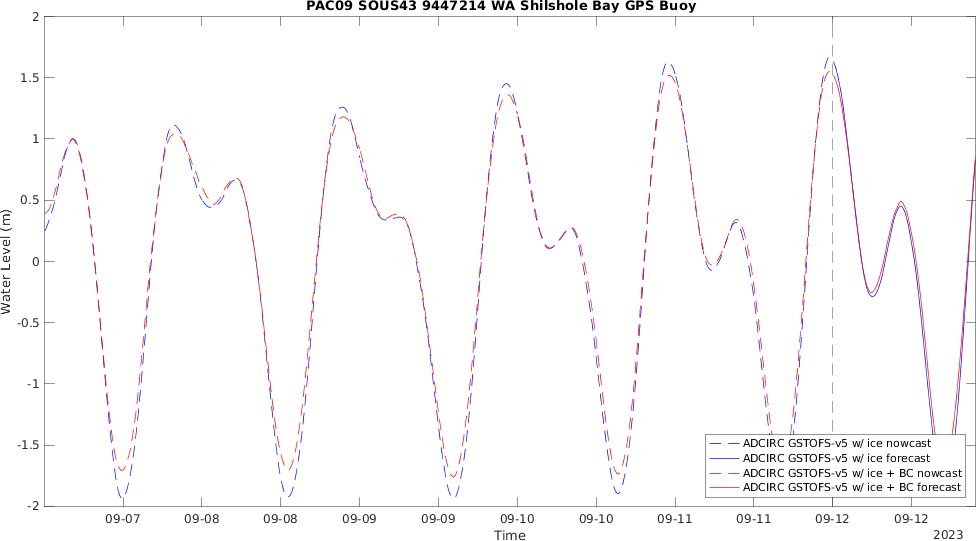 PAC09 SOUS43 9447214 WA Shilshole Bay GPS Buoy
Water Level (m)
2
1.5
1
0.5
0
-0.5
-1
-1.5
-2
ADCIRC GSTOFS-v5 w/ ice nowcast
ADCIRC GSTOFS-v5 w/ ice forecast
ADCIRC GSTOFS-v5 w/ ice + BC nowcast
ADCIRC GSTOFS-v5 w/ ice + BC forecast
09-07 09-08 09-08 09-09 09-09 09-10 09-10 09-11 09-11 09-12 09-12
Time
2023